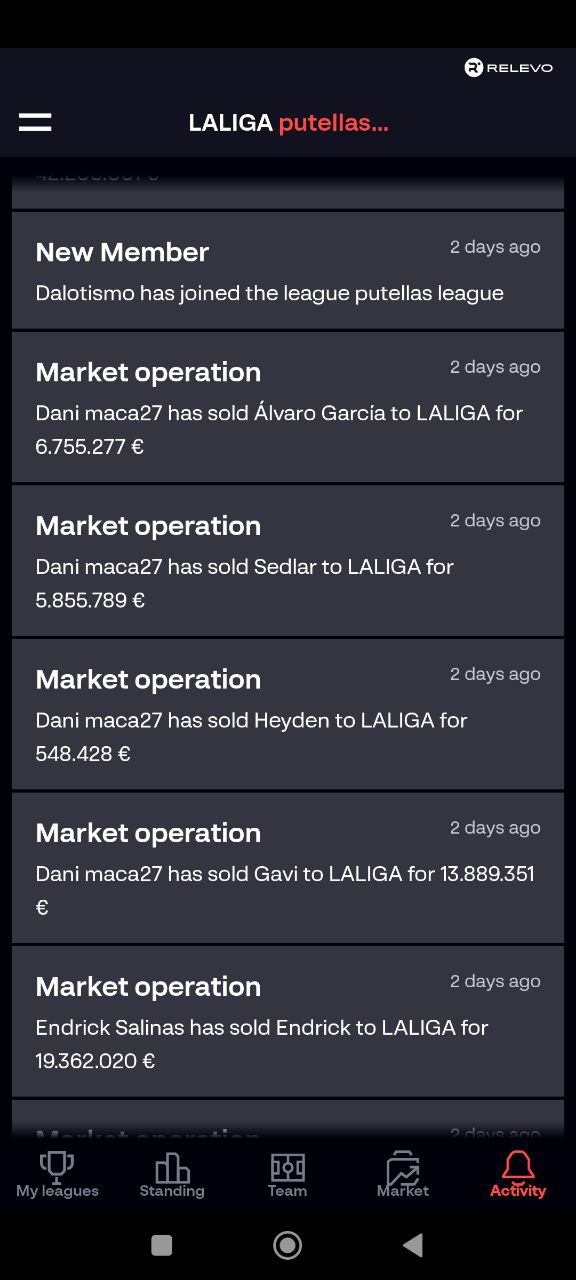 RELEVO
LALIGA putellas...
New Member
2 days ago
Dalotismo has joined the league putellas league
Market operation
2 days ago
Dani maca27 has sold Álvaro García to LALIGA for
6.755.277 €
Market operation
2 days ago
Dani maca27 has sold Sedlar to LALIGA for
5.855.789 €
Market operation
2 days ago
Dani maca27 has sold Heyden to LALIGA for
548.428 €
Market operation
2 days ago
Dani maca27 has sold Gavi to LALIGA for 13.889.351
€
Market operation
2 days ago
Endrick Salinas has sold Endrick to LALIGA for
19.362.020 €
Market operation
2 days ago
My leagues
Standing
Team
Market
Activity